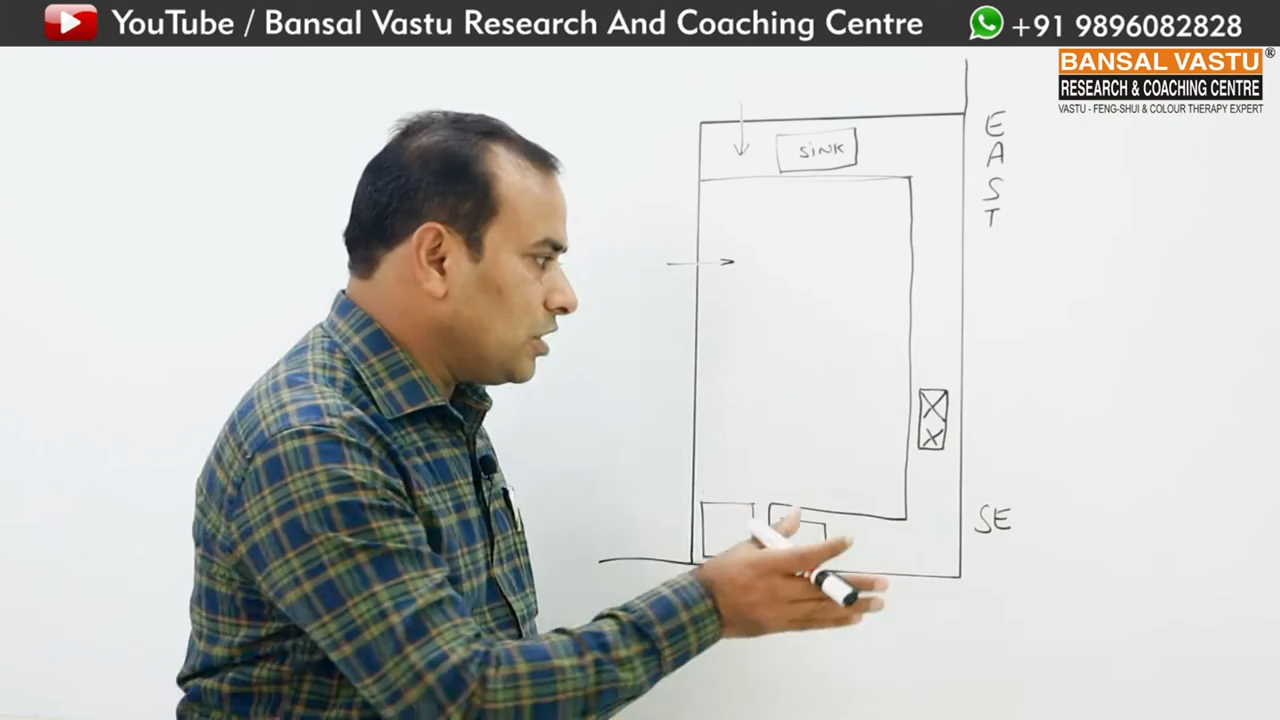 YouTube / Bansal Vastu Research And Coaching Centre
+91 9896082828
BANSAL VASTU®
RESEARCH & COACHING CENTRE
VASTU - FENG-SHUI & COLOUR THERAPY EXPERT
SINK
E
A
S
T
SE